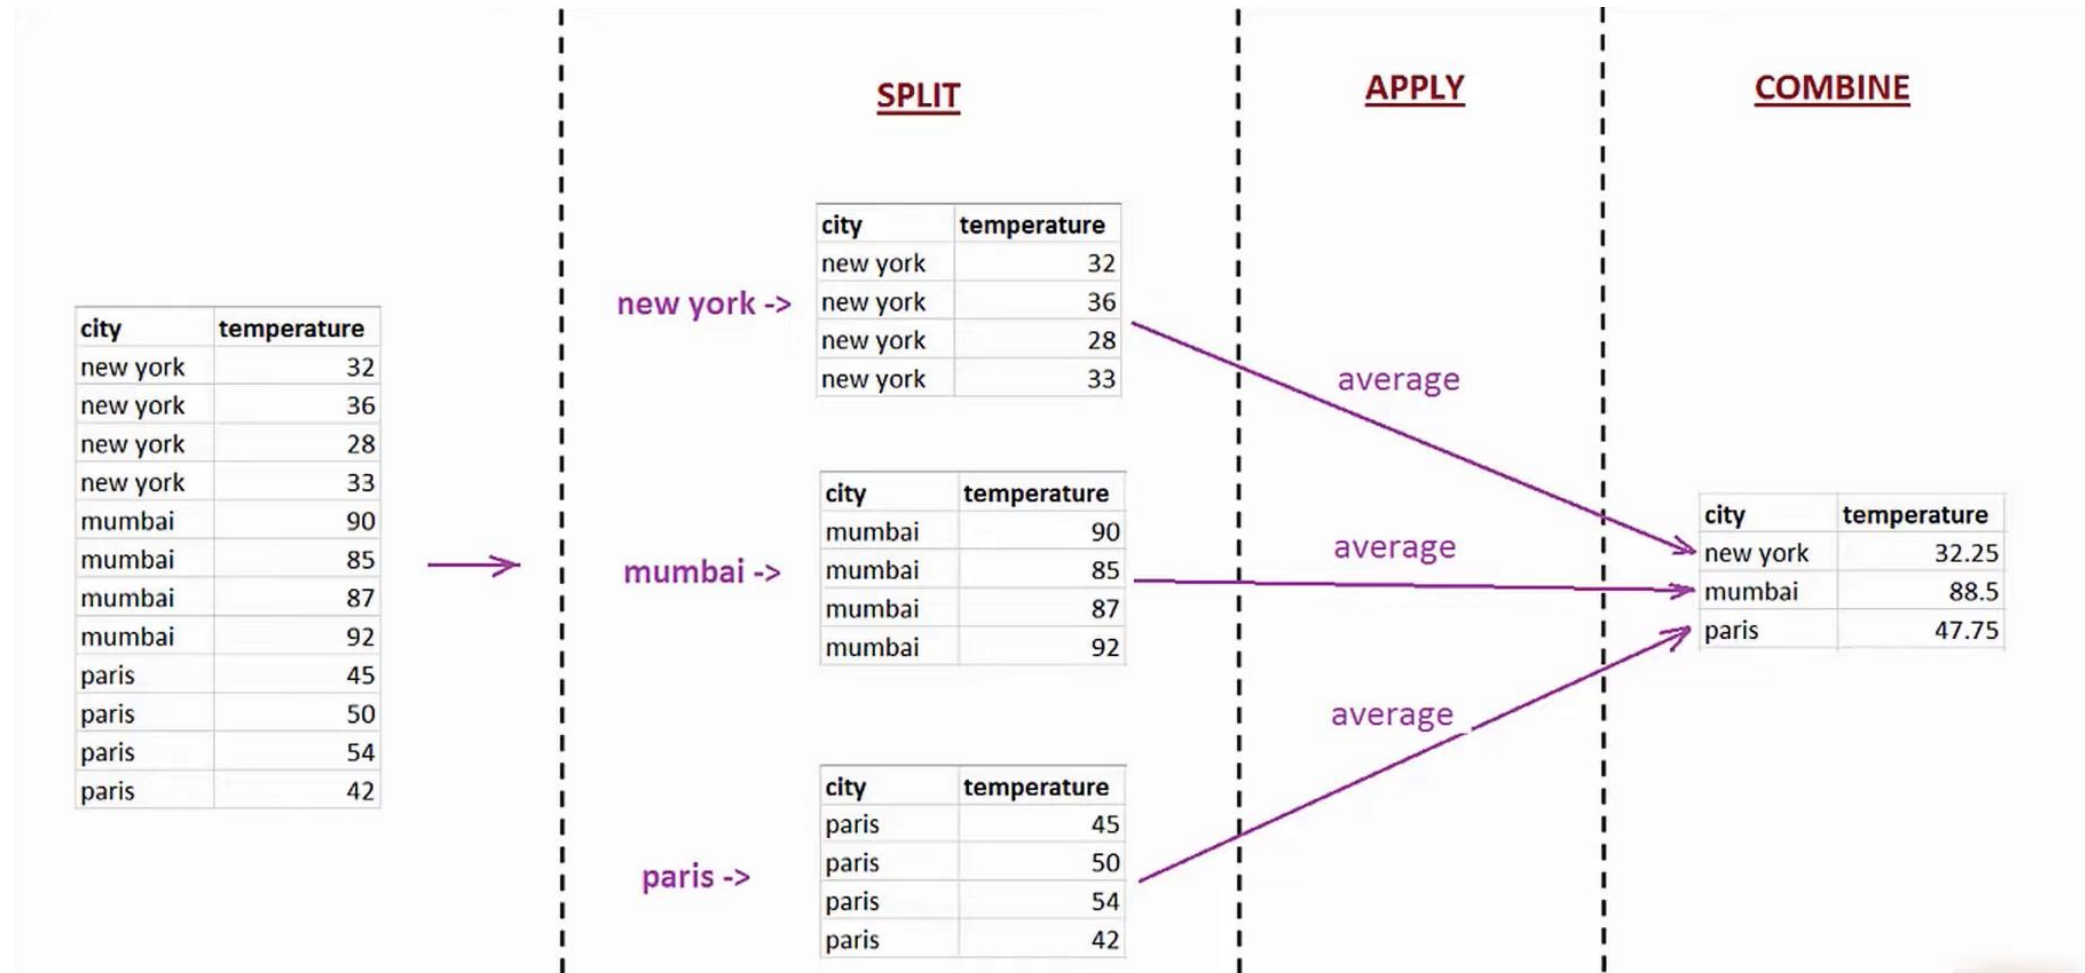 SPLIT
APPLY
COMBINE
city temperature
new york 32
new york 36
new york 28
new york 33
mumbai 90
mumbai 85
mumbai 87
mumbai 92
paris 45
paris 50
paris 54
paris 42
new york ->
city temperature
new york 32
new york 36
new york 28
new york 33
mumbai ->
city temperature
mumbai 90
mumbai 85
mumbai 87
mumbai 92
paris ->
city temperature
paris 45
paris 50
paris 54
paris 42
average
average
average
city temperature
new york 32.25
mumbai 88.5
paris 47.75